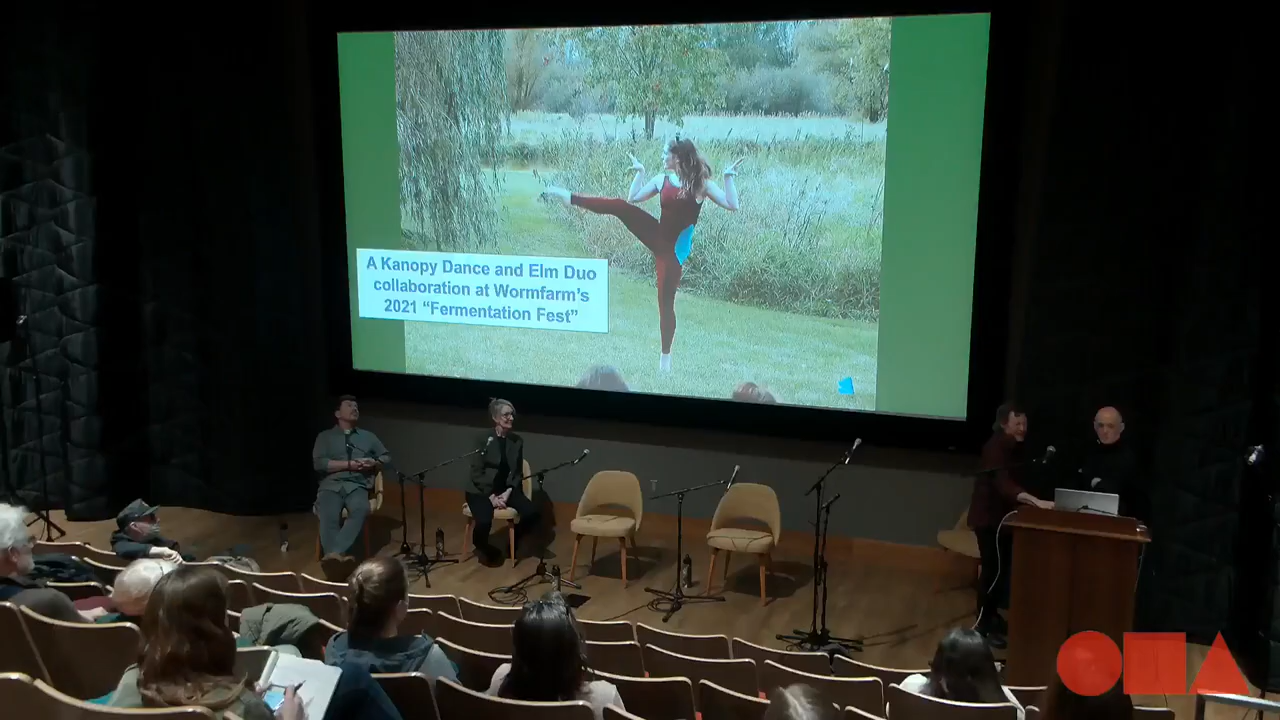 A Kanopy Dance and Elm Duo
collaboration at Wormfarm's
2021 “Fermentation Fest”